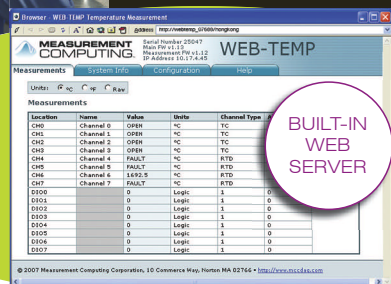 Browser - WEB-TEMP Temperature Measurement
Address http://webtemp_07669/hongkong
MEASUREMENT
COMPUTING.
Serial Number 25047
Main FW v1.13
Measurement FW v1.12
IP Address 10.17.4.45
WEB-TEMP
Measurements System Info Configuration Help
Units: °C °F Raw
Measurements
Location Name Value Units Channel Type
CH0 Channel 0 OPEN °C TC
CH1 Channel 1 OPEN °C TC
CH2 Channel 2 OPEN °C TC
CH3 Channel 3 OPEN °C TC
CH4 Channel 4 FAULT °C RTD
CH5 Channel 5 FAULT °C RTD
CH6 Channel 6 1692.5 °C RTD
CH7 Channel 7 FAULT °C RTD
DIO0 0 Logic 1 0
DIO1 0 Logic 1 0
DIO2 0 Logic 1 0
DIO3 0 Logic 1 0
DIO4 0 Logic 1 0
DIO5 0 Logic 1 0
DIO6 0 Logic 1 0
DIO7 0 Logic 1 0
BUILT-IN
WEB
SERVER
© 2007 Measurement Computing Corporation, 10 Commerce Way, Norton MA 02766 • http://www.mccdaq.com